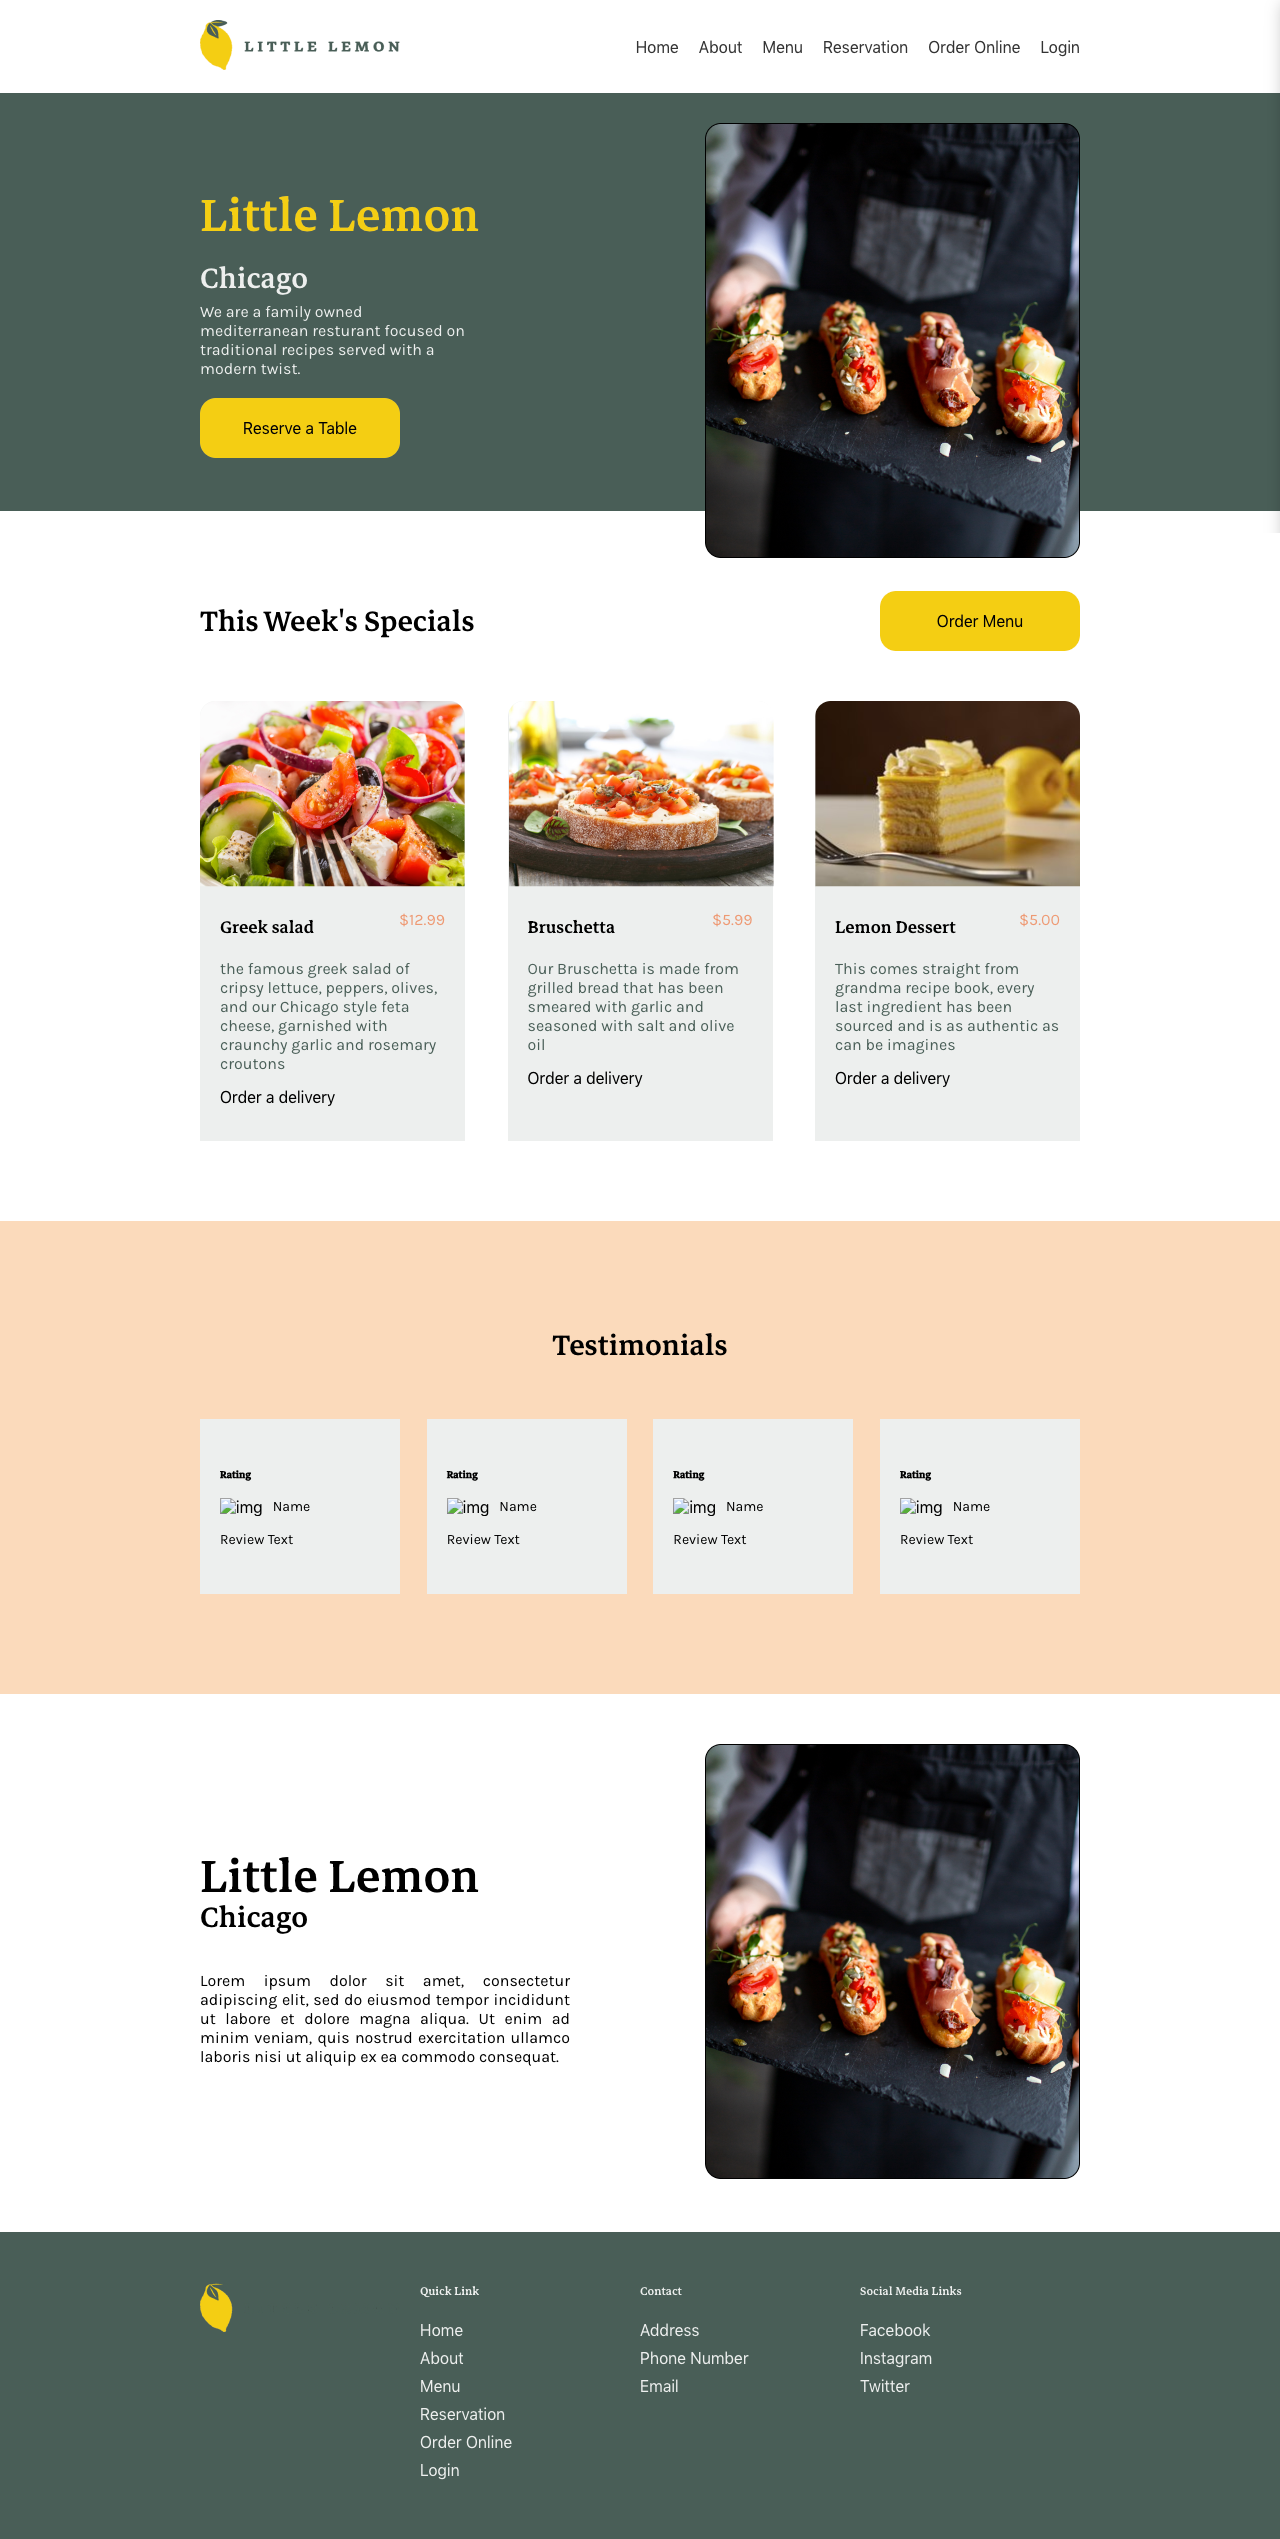 LITTLE LEMON
Home About Menu Reservation Order Online Login
Little Lemon
Chicago
We are a family owned
mediterranean resturant focused on
traditional recipes served with a
modern twist.
Reserve a Table
This Week's Specials
Order Menu
Greek salad
$12.99
the famous greek salad of
cripsy lettuce, peppers, olives,
and our Chicago style feta
cheese, garnished with
craunchy garlic and rosemary
croutons
Order a delivery
Bruschetta
$5.99
Our Bruschetta is made from
grilled bread that has been
smeared with garlic and
seasoned with salt and olive
oil
Order a delivery
Lemon Dessert
$5.00
This comes straight from
grandma recipe book, every
last ingredient has been
sourced and is as authentic as
can be imagines
Order a delivery
Testimonials
Rating
img Name
Review Text
Rating
img Name
Review Text
Rating
img Name
Review Text
Rating
img Name
Review Text
Little Lemon
Chicago
Lorem ipsum dolor sit amet, consectetur
adipiscing elit, sed do eiusmod tempor incididunt
ut labore et dolore magna aliqua. Ut enim ad
minim veniam, quis nostrud exercitation ullamco
laboris nisi ut aliquip ex ea commodo consequat.
Quick Link
Home
About
Menu
Reservation
Order Online
Login
Contact
Address
Phone Number
Email
Social Media Links
Facebook
Instagram
Twitter